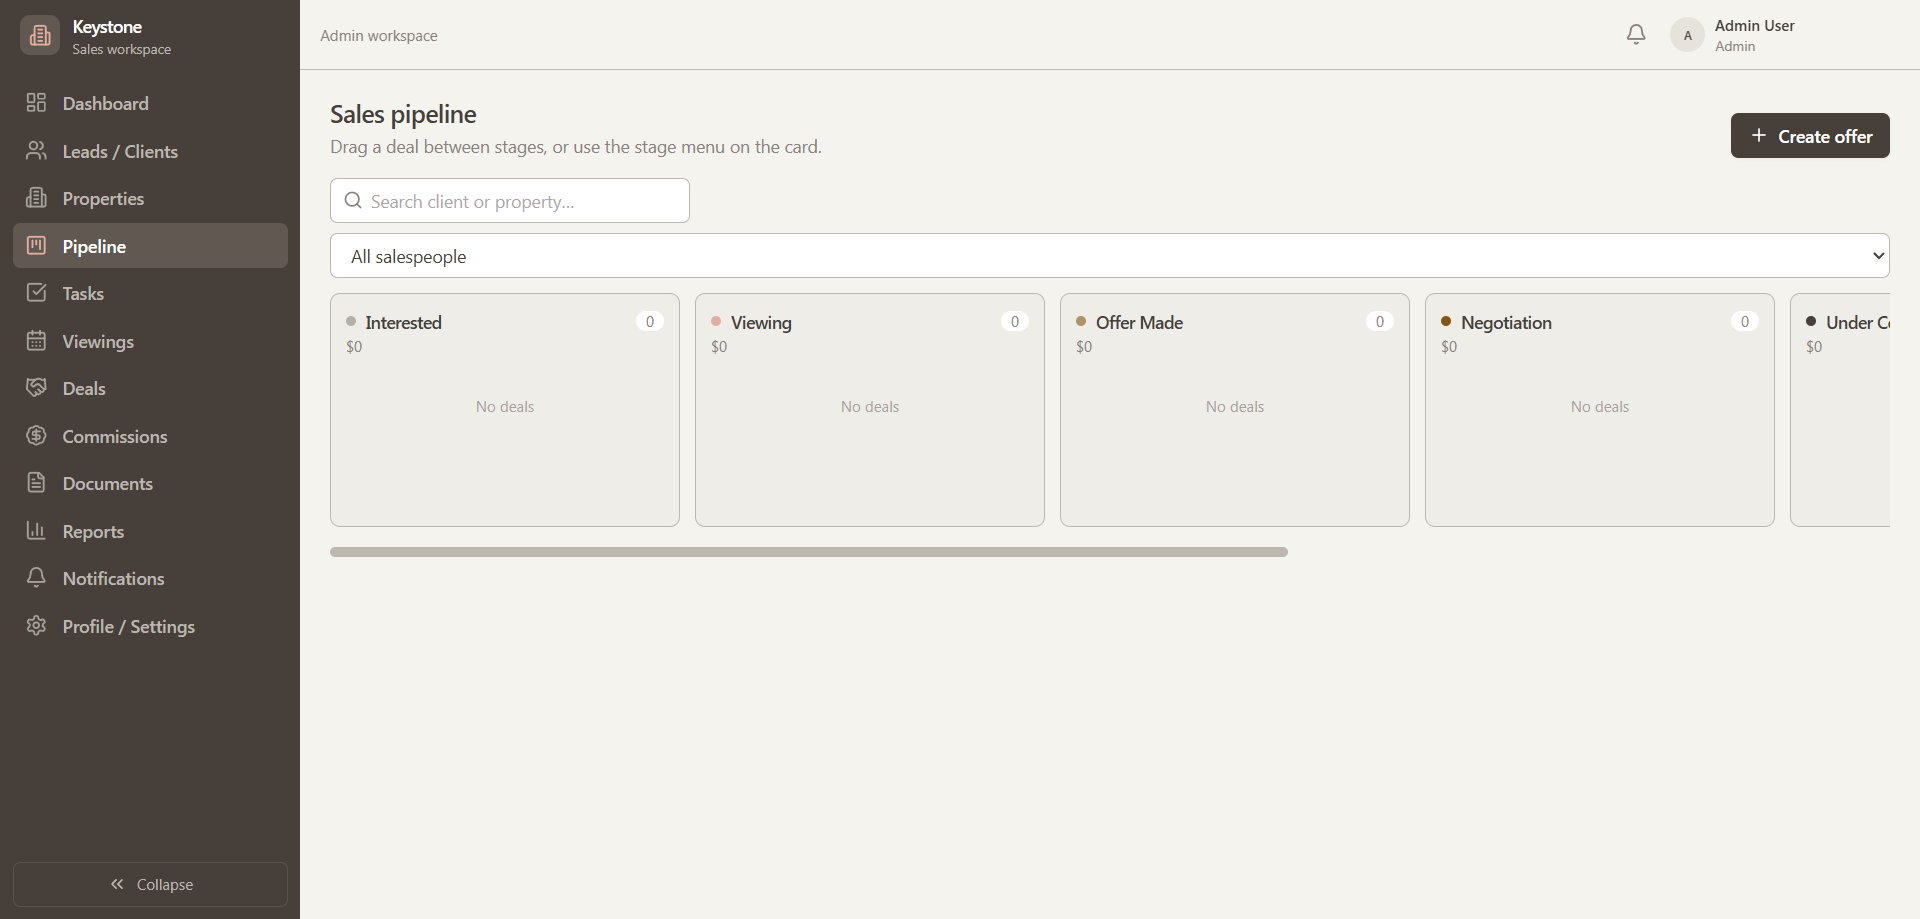 Keystone
Sales workspace
Dashboard
Leads / Clients
Properties
Pipeline
Tasks
Viewings
Deals
Commissions
Documents
Reports
Notifications
Profile / Settings
Collapse
Admin workspace
A
Admin User
Admin
Sales pipeline
Drag a deal between stages, or use the stage menu on the card.
Create offer
Search client or property...
All salespeople
Interested
0
$0
No deals
Viewing
0
$0
No deals
Offer Made
0
$0
No deals
Negotiation
0
$0
No deals
Under
$0